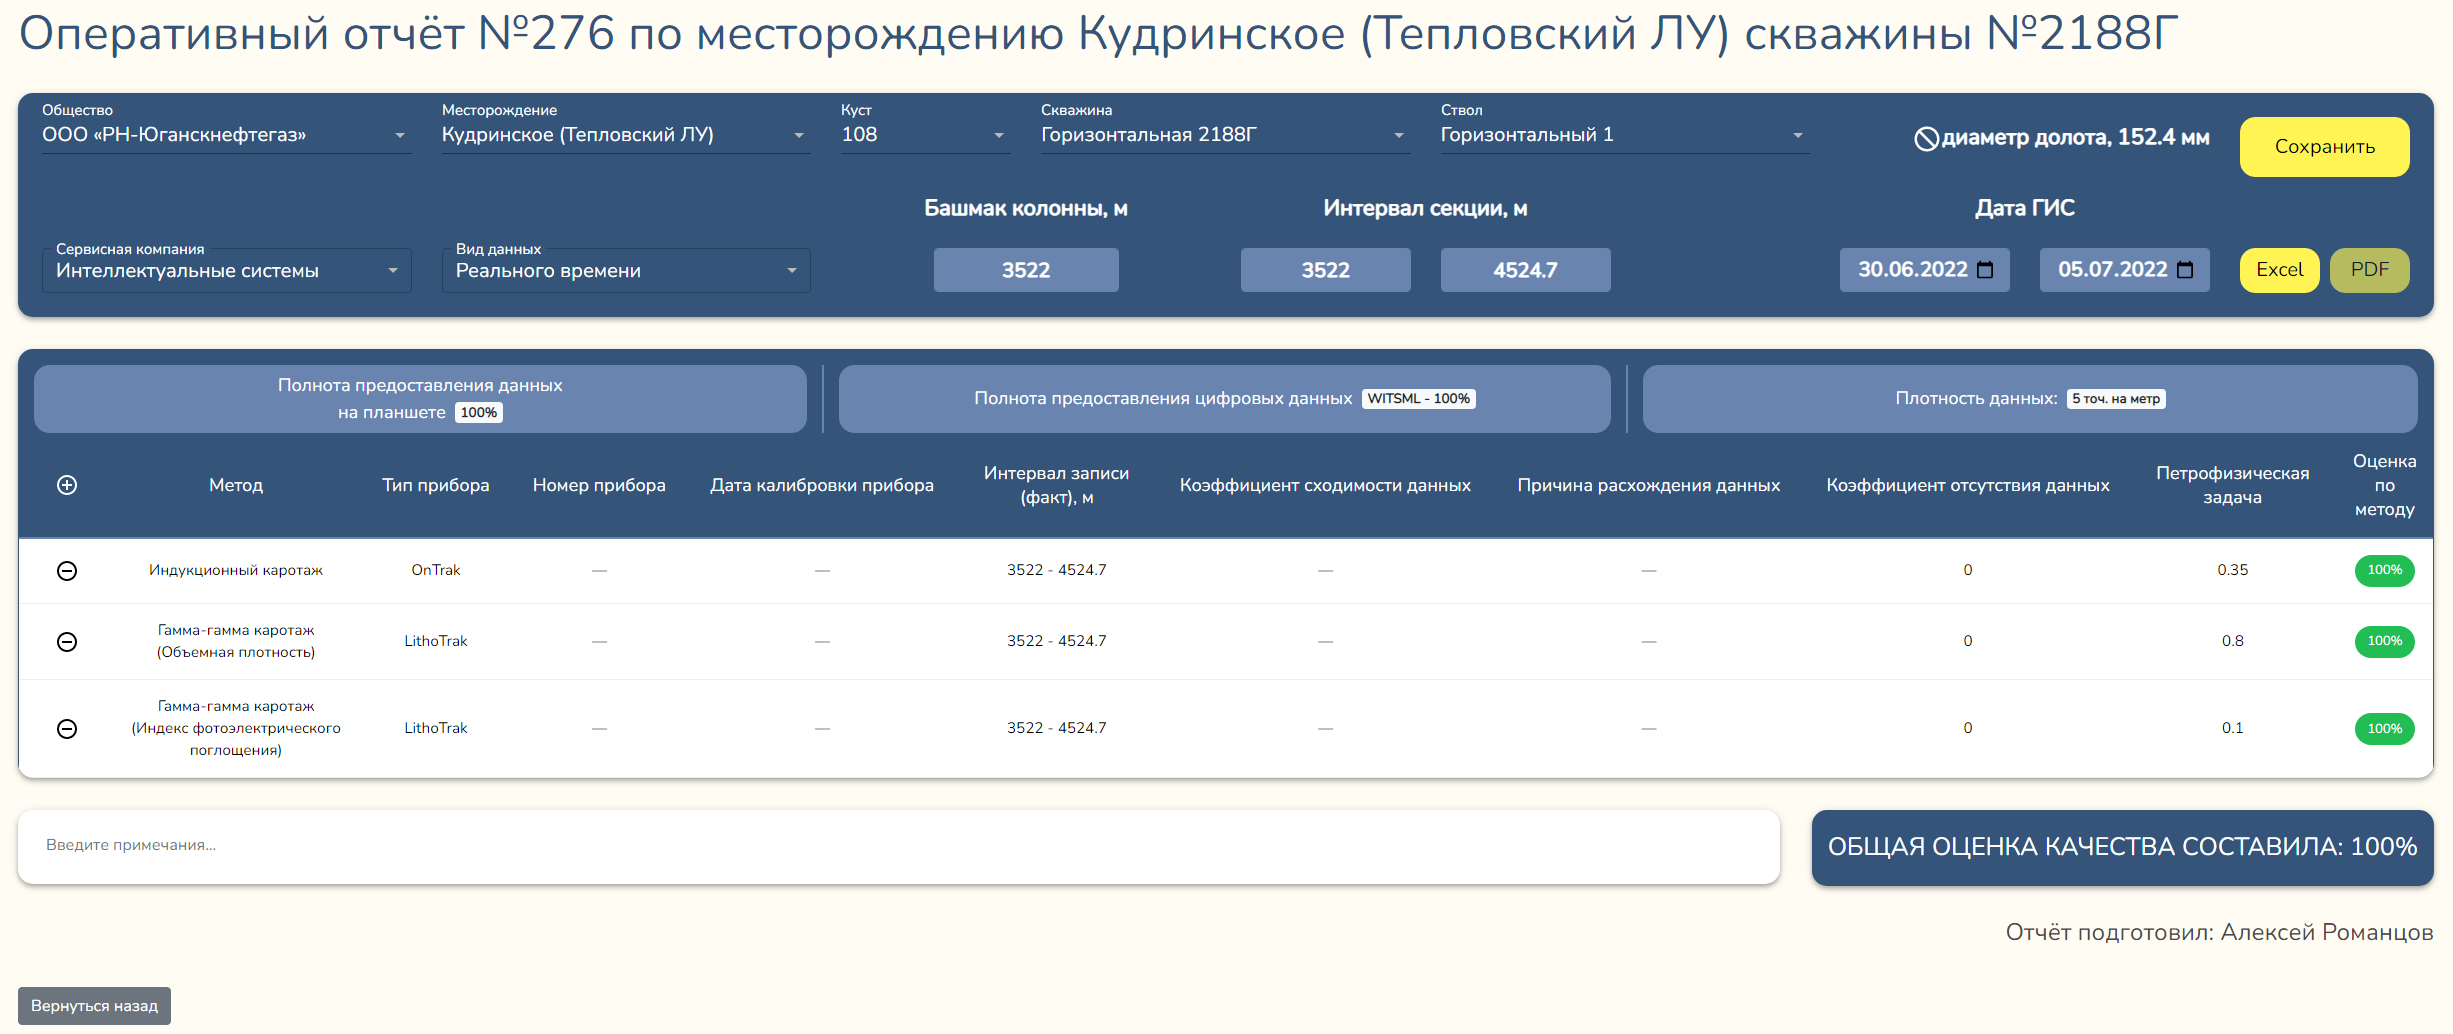 Оперативный отчёт №276 по месторождению Кудринское (Тепловский ЛУ) скважины №2188Г
Общество
ООО «РН-Юганскнефтегаз»
Месторождение
Кудринское (Тепловский ЛУ)
Куст
108
Скважина
Горизонтальная 2188Г
Ствол
Горизонтальный 1
диаметр долота, 152.4 мм
Сохранить
Башмак колонны, м
Интервал секции, м
Дата ГИС
Сервисная компания
Интеллектуальные системы
Вид данных
Реального времени
3522
3522
4524.7
30.06.2022
05.07.2022
Excel
PDF
Полнота предоставления данных
на планшете 100%
Полнота предоставления цифровых данных WITSML - 100%
Плотность данных: 5 точ. на метр
Метод
Тип прибора
Номер прибора
Дата калибровки прибора
Интервал записи
(факт), м
Коэффициент сходимости данных
Причина расхождения данных
Коэффициент отсутствия данных
Петрофизическая
задача
Оценка
по
методу
Индукционный каротаж
OnTrak
—
—
3522 - 4524.7
—
—
0
0.35
100%
Гамма-гамма каротаж
(Объемная плотность)
LithoTrak
—
—
3522 - 4524.7
—
—
0
0.8
100%
Гамма-гамма каротаж
(Индекс фотоэлектрического
поглощения)
LithoTrak
—
—
3522 - 4524.7
—
—
0
0.1
100%
Введите примечания...
ОБЩАЯ ОЦЕНКА КАЧЕСТВА СОСТАВИЛА: 100%
Отчёт подготовил: Алексей Романцов
Вернуться назад